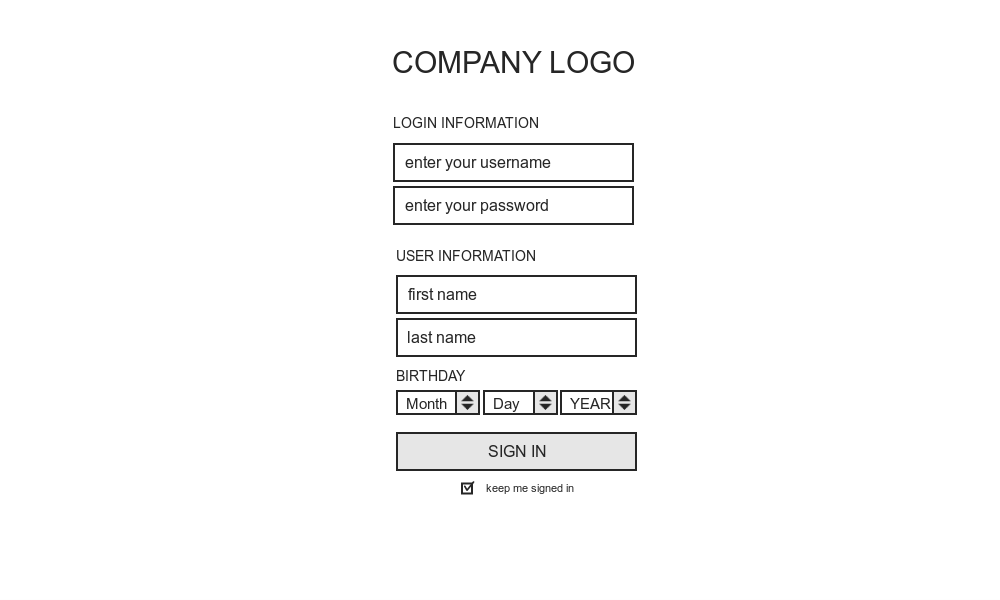 COMPANY LOGO
LOGIN INFORMATION
enter your username
enter your password
USER INFORMATION
first name
last name
BIRTHDAY
Month Day YEAR
SIGN IN
keep me signed in